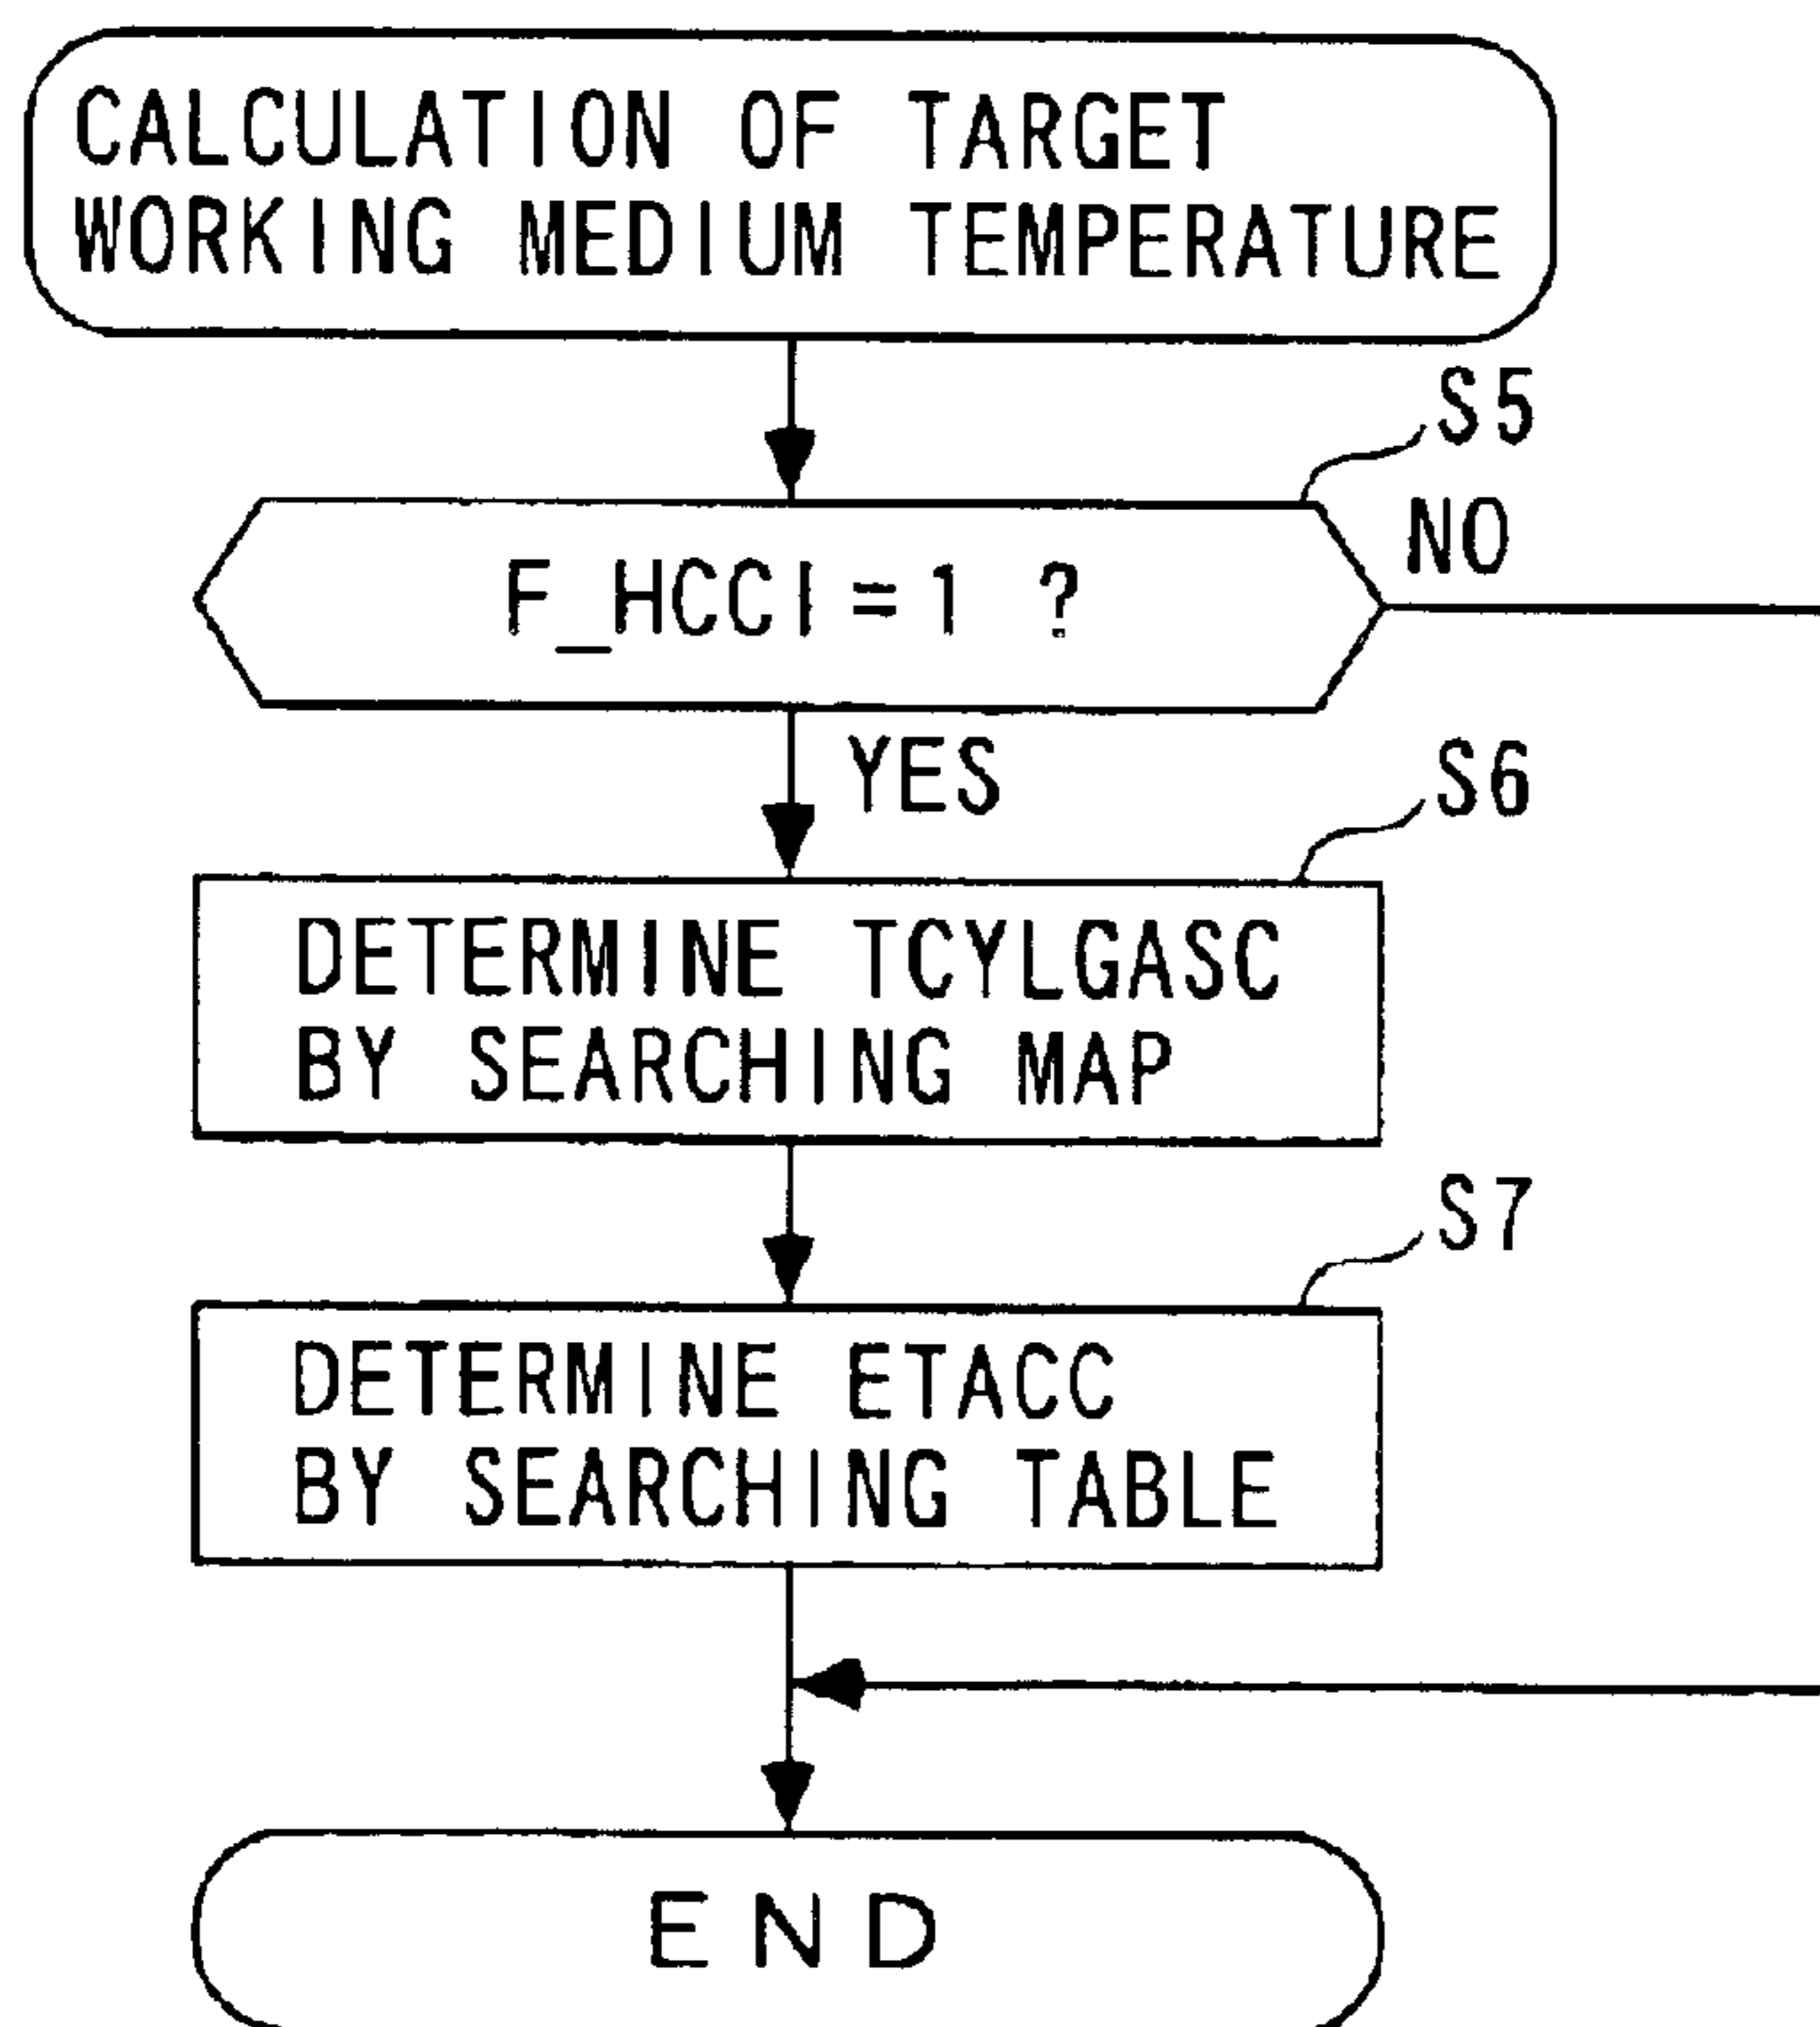 CALCULATION OF TARGET
WORKING MEDIUM TEMPERATURE
S5
F_HCCI=1 ?
NO
YES
S6
DETERMINE TCYLGASC
BY SEARCHING MAP
S7
DETERMINE ETACC
BY SEARCHING TABLE
END